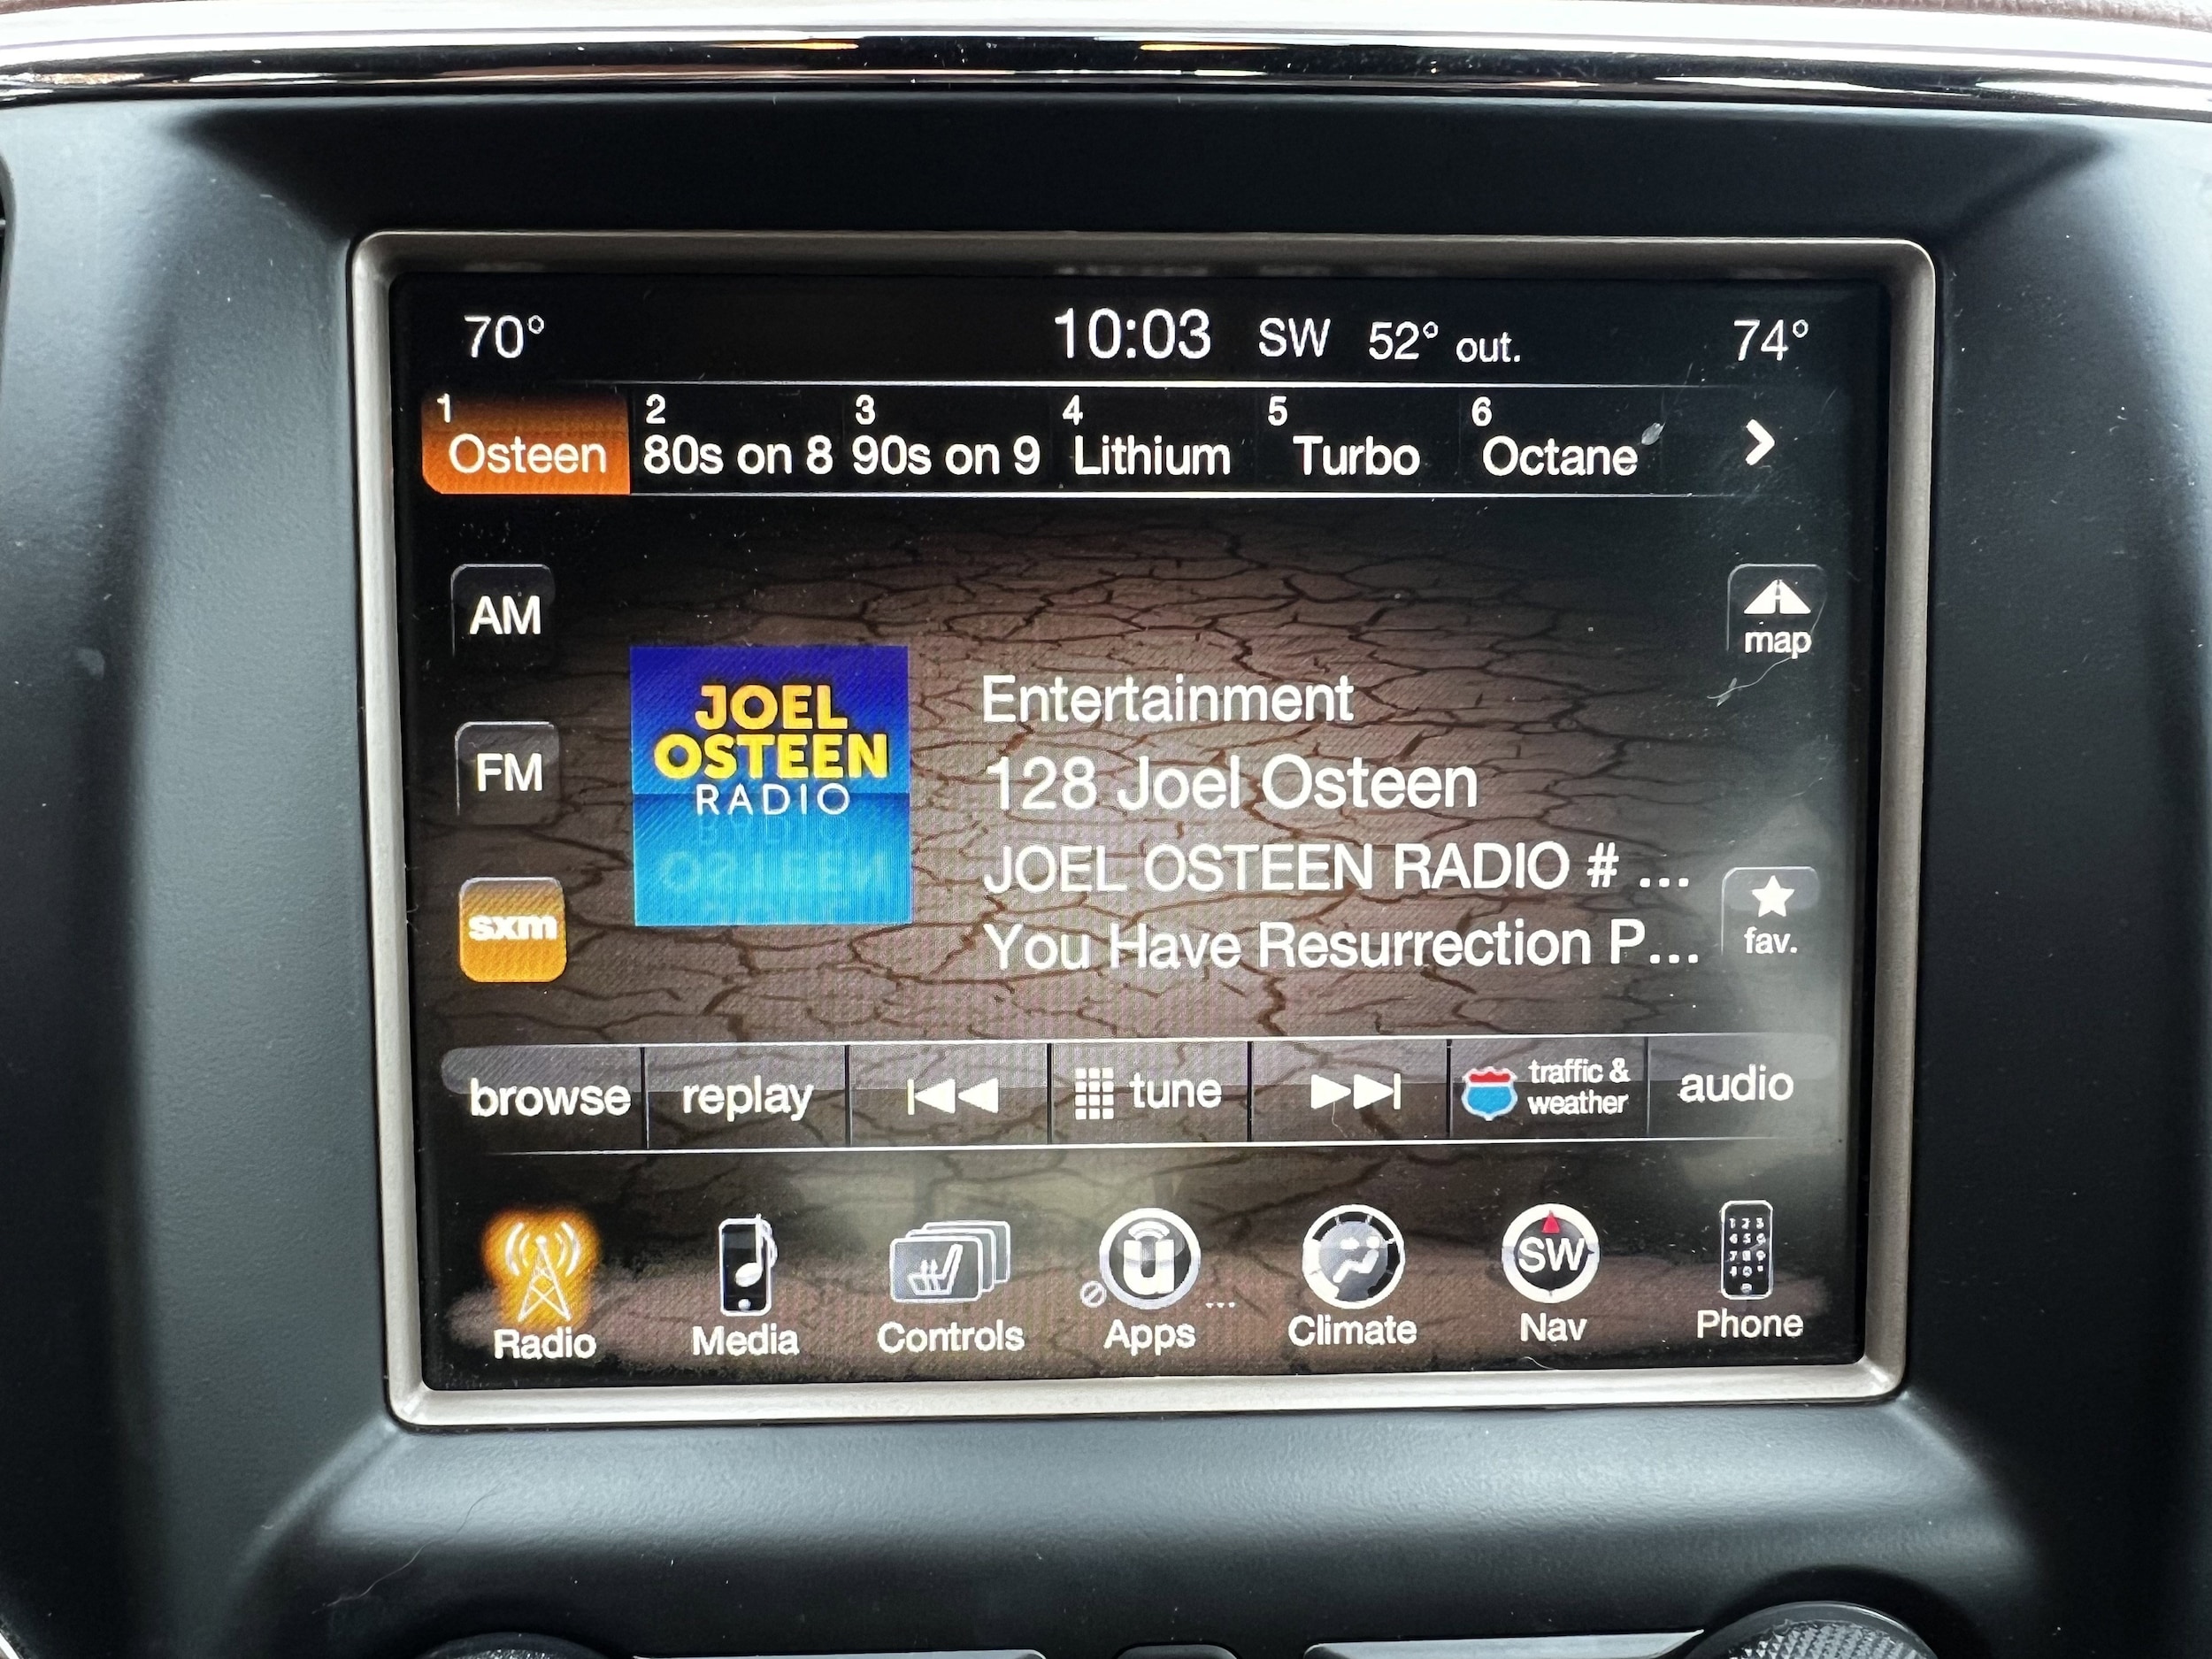 70° 10:03 SW 52° out. 74°
1 2 3 4 5 6
Osteen 80s on 8 90s on 9 Lithium Turbo Octane
AM
map
FM
sxm
JOEL
OSTEEN
RADIO
Entertainment
128 Joel Osteen
JOEL OSTEEN RADIO # ...
You Have Resurrection P...
fav.
browse replay tune traffic & weather audio
SW
Radio Media Controls Apps Climate Nav Phone